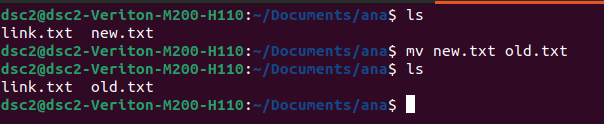 dsc2@dsc2-Veriton-M200-H110:~/Documents/ana$ ls
link.txt  new.txt
dsc2@dsc2-Veriton-M200-H110:~/Documents/ana$ mv new.txt old.txt
dsc2@dsc2-Veriton-M200-H110:~/Documents/ana$ ls
link.txt  old.txt
dsc2@dsc2-Veriton-M200-H110:~/Documents/ana$